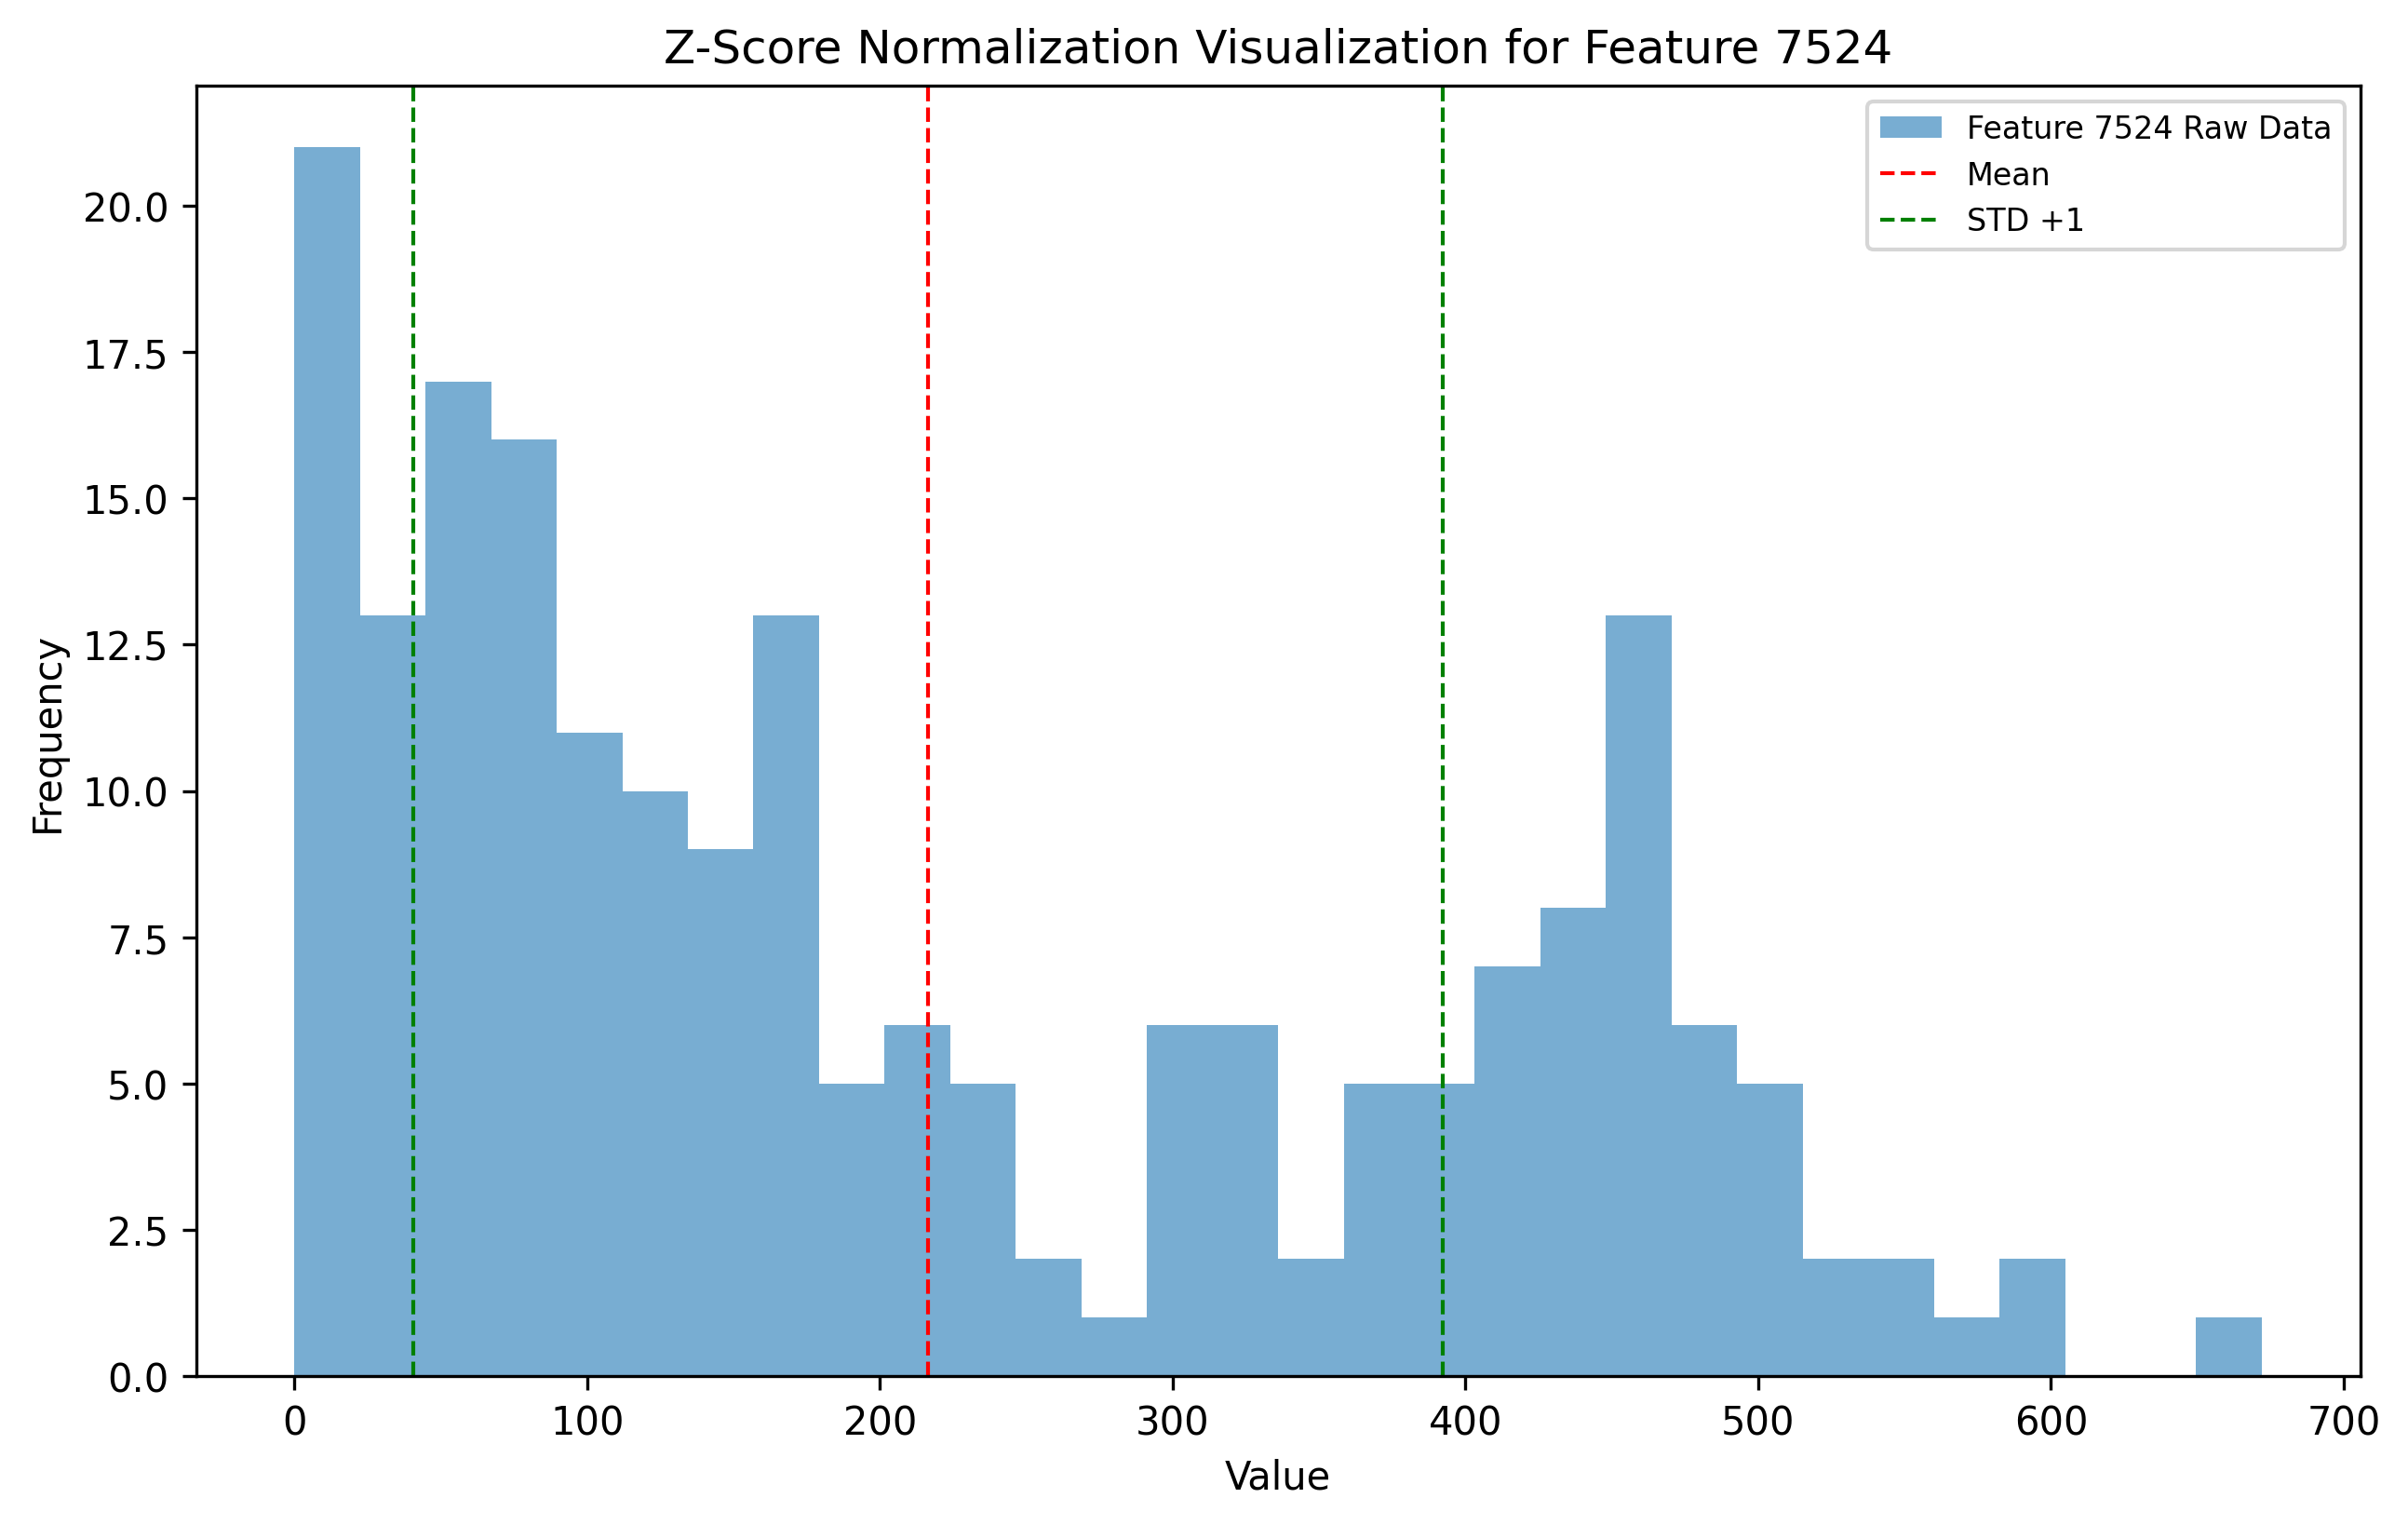 Z-Score Normalization Visualization for Feature 7524
Feature 7524 Raw Data
Mean
STD +1
Frequency
20.0
17.5
15.0
12.5
10.0
7.5
5.0
2.5
0.0
0 100 200 300 400 500 600 700
Value